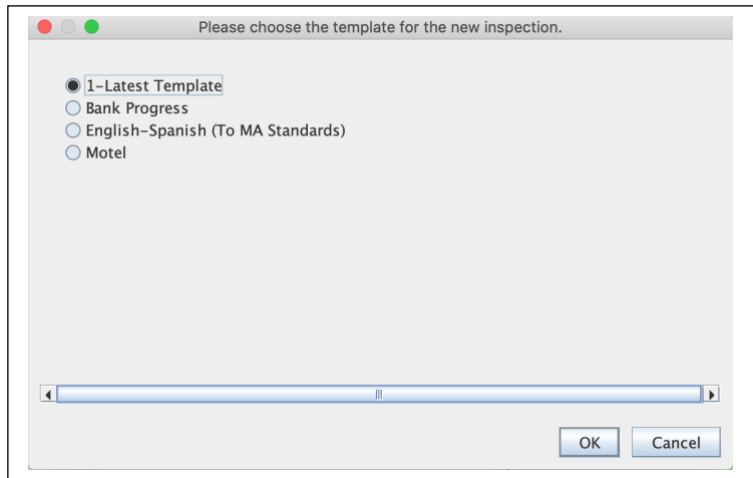 Please choose the template for the new inspection.
1-Latest Template
Bank Progress
English-Spanish (To MA Standards)
Motel
OK Cancel